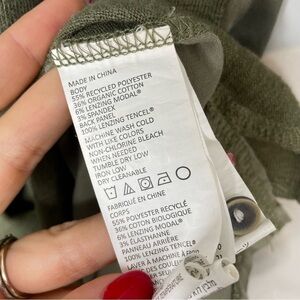 MADE IN CHINA
BODY
55% RECYCLED POLYESTER
36% ORGANIC COTTON
6% LENZING MODAL®
3% SPANDEX
BACK PANEL
100% LENZING TENCEL®
MACHINE WASH COLD
WITH LIKE COLORS
NON-CHLORINE BLEACH
WHEN NEEDED
TUMBLE DRY LOW
IRON LOW
DRY CLEANABLE
FABRIQUÉ EN CHINE
CORPS
55% POLYESTER RECYCLÉ
36% COTON BIOLOGIQUE
6% LENZING MODAL®
3% ÉLASTHANNE
PANNEAU ARRIÈRE
100% LENZING TENCEL®
LAVER À MACHINE